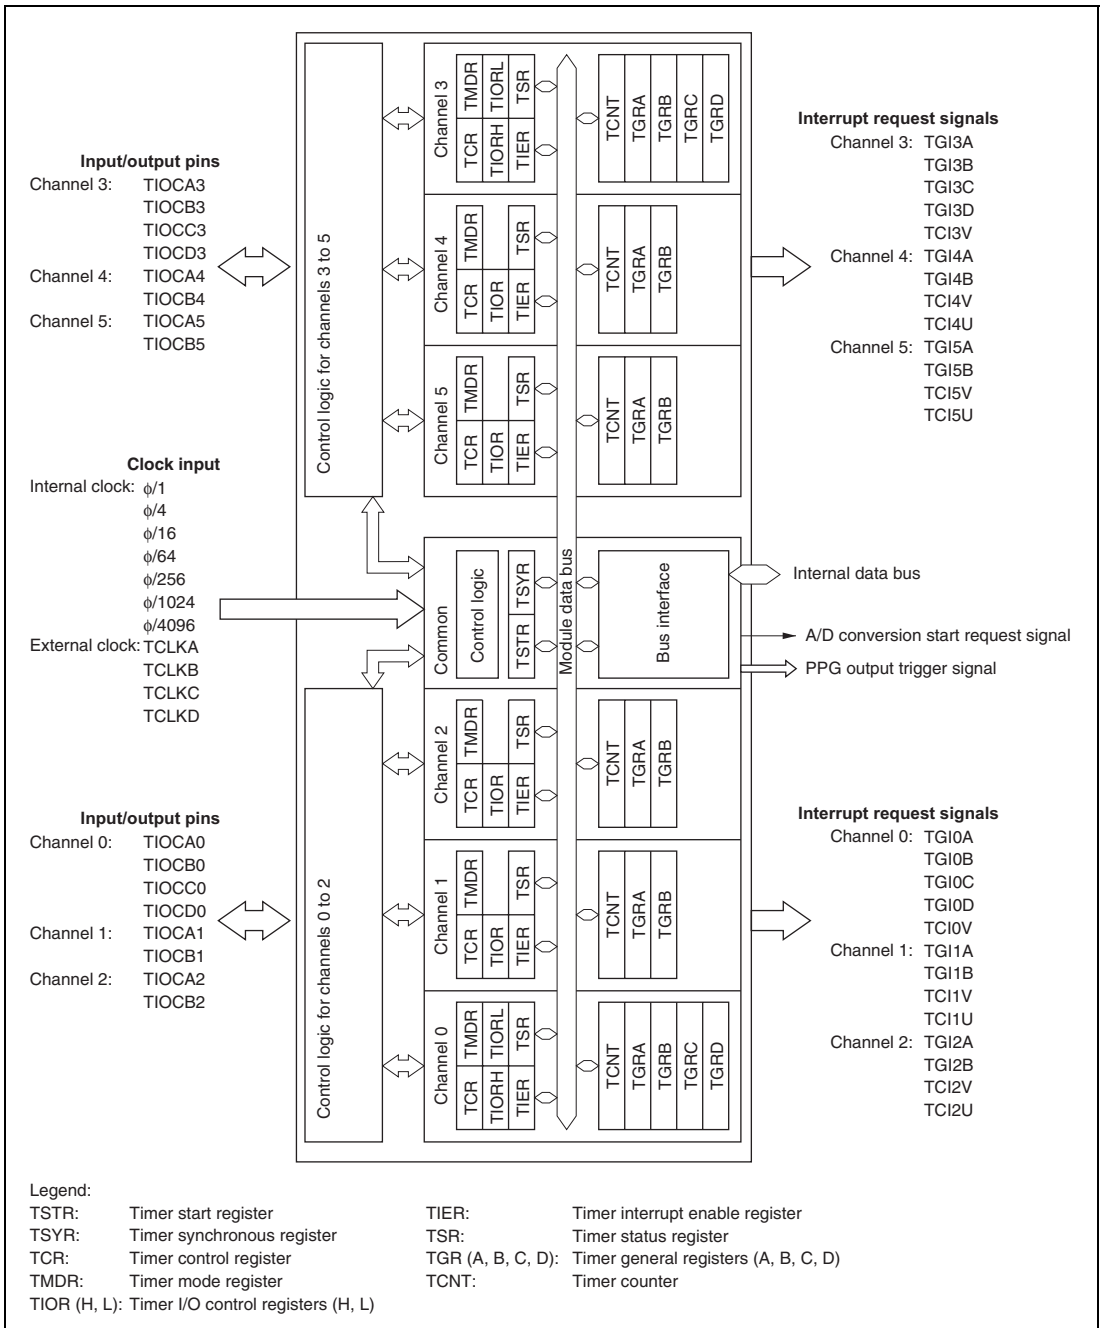 Input/output pins
Channel 3: TIOCA3
TIOCB3
TIOCC3
TIOCD3
Channel 4: TIOCA4
TIOCB4
Channel 5: TIOCA5
TIOCB5
Clock input
Internal clock: ϕ/1
ϕ/4
ϕ/16
ϕ/64
ϕ/256
ϕ/1024
ϕ/4096
External clock: TCLKA
TCLKB
TCLKC
TCLKD
Input/output pins
Channel 0: TIOCA0
TIOCB0
TIOCC0
TIOCD0
Channel 1: TIOCA1
TIOCB1
Channel 2: TIOCA2
TIOCB2
Control logic for channels 3 to 5
Control logic for channels 0 to 2
Channel 3
TCR TMDR
TIORH TIORL
TIER TSR
TCNT
TGRA
TGRB
TGRC
TGRD
Channel 4
TCR TMDR
TIOR
TIER TSR
TCNT
TGRA
TGRB
Channel 5
TCR TMDR
TIOR
TIER TSR
TCNT
TGRA
TGRB
Common
Control logic
TSTR TSYR
Module data bus
Bus interface
Channel 2
TCR TMDR
TIOR
TIER TSR
TCNT
TGRA
TGRB
Channel 1
TCR TMDR
TIOR
TIER TSR
TCNT
TGRA
TGRB
Channel 0
TCR TMDR
TIORH TIORL
TIER TSR
TCNT
TGRA
TGRB
TGRC
TGRD
Interrupt request signals
Channel 3: TGI3A
TGI3B
TGI3C
TGI3D
TCI3V
Channel 4: TGI4A
TGI4B
TCI4V
TCI4U
Channel 5: TGI5A
TGI5B
TCI5V
TCI5U
Internal data bus
A/D conversion start request signal
PPG output trigger signal
Interrupt request signals
Channel 0: TGI0A
TGI0B
TGI0C
TGI0D
TCI0V
Channel 1: TGI1A
TGI1B
TCI1V
TCI1U
Channel 2: TGI2A
TGI2B
TCI2V
TCI2U
Legend:
TSTR: Timer start register
TSYR: Timer synchronous register
TCR: Timer control register
TMDR: Timer mode register
TIOR (H, L): Timer I/O control registers (H, L)
TIER: Timer interrupt enable register
TSR: Timer status register
TGR (A, B, C, D): Timer general registers (A, B, C, D)
TCNT: Timer counter